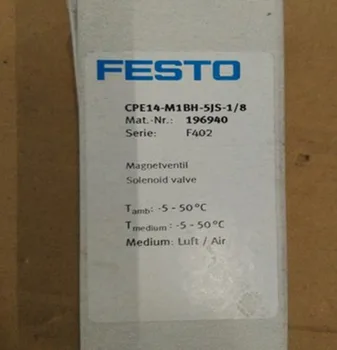 FESTO
CPE14-M1BH-5JS-1/8
Mat.-Nr.: 196940
Serie: F402
Magnetventil
Solenoid valve
Tamb: -5 - 50 °C
Tmedium : -5 - 50 °C
Medium: Luft / Air